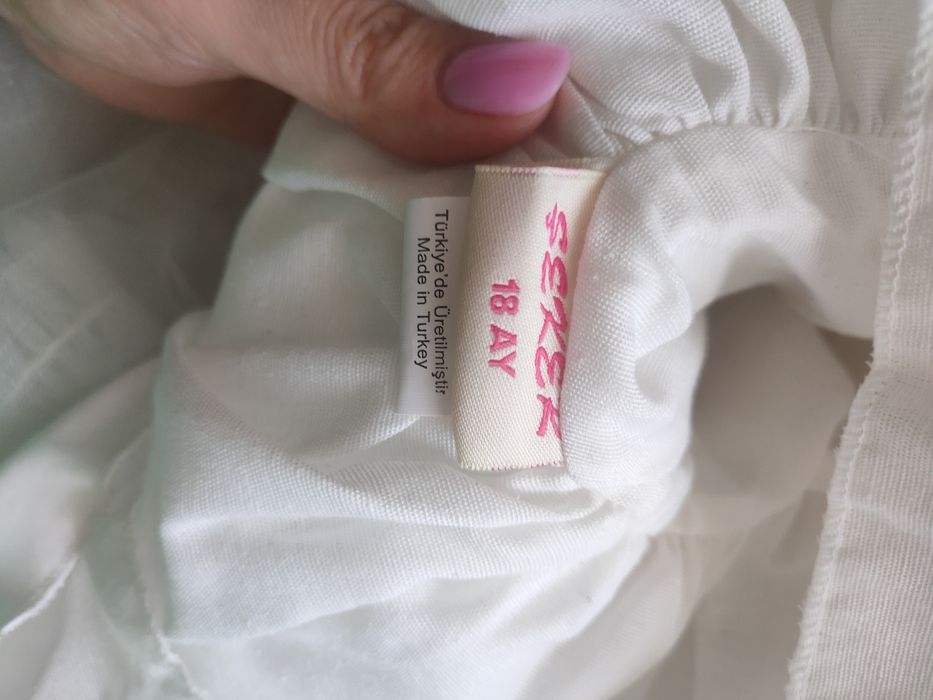 ŞEKER
18 AY
Türkiye'de Üretilmiştir
Made in Turkey